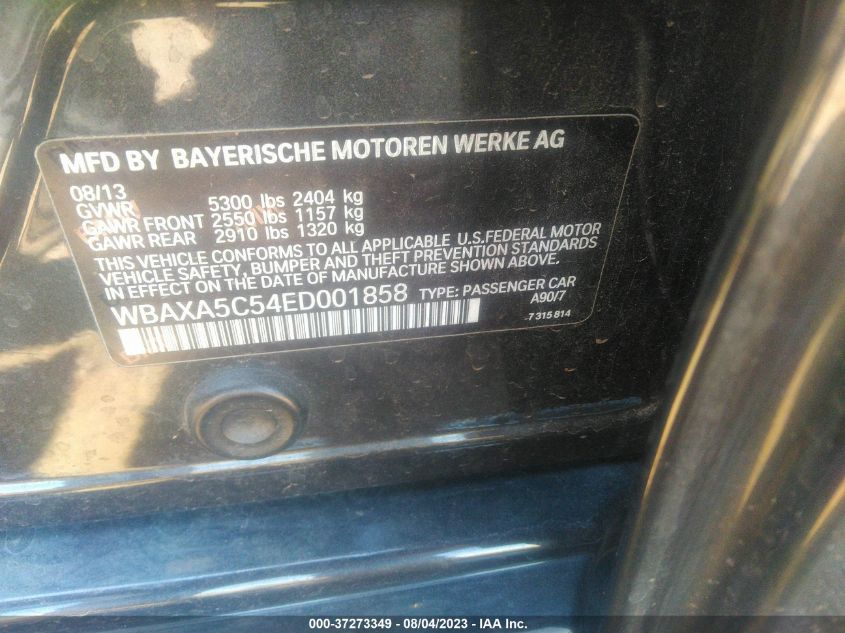 MFD BY BAYERISCHE MOTOREN WERKE AG
08/13
GVWR 5300 lbs 2404 kg
GAWR FRONT 2550 lbs 1157 kg
GAWR REAR 2910 lbs 1320 kg
THIS VEHICLE CONFORMS TO ALL APPLICABLE U.S.FEDERAL MOTOR
VEHICLE SAFETY, BUMPER AND THEFT PREVENTION STANDARDS
IN EFFECT ON THE DATE OF MANUFACTURE SHOWN ABOVE.
WBAXA5C54ED001858 TYPE: PASSENGER CAR
A90/7
7 315 814
000-37273349 — 08/04/2023 — IAA Inc.